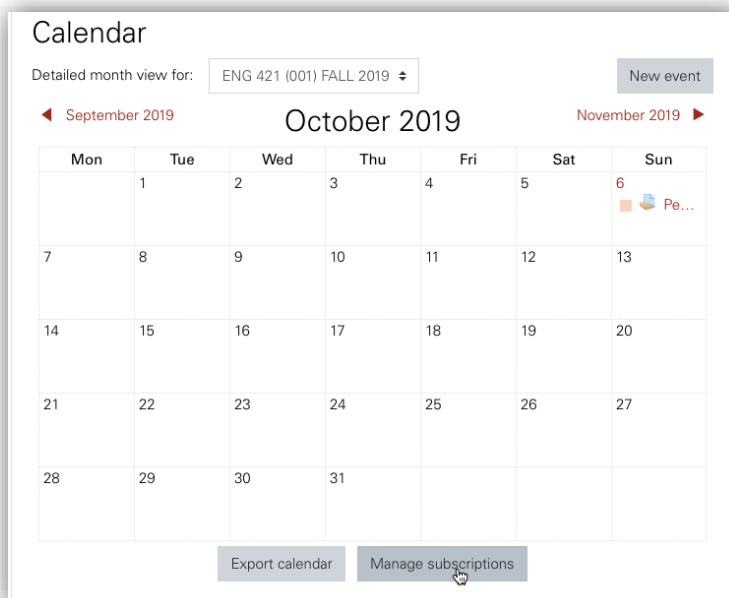 Calendar
Detailed month view for: ENG 421 (001) FALL 2019 New event
September 2019 October 2019 November 2019
Mon Tue Wed Thu Fri Sat Sun
1 2 3 4 5 6
Pe...
7 8 9 10 11 12 13
14 15 16 17 18 19 20
21 22 23 24 25 26 27
28 29 30 31
Export calendar Manage subscriptions